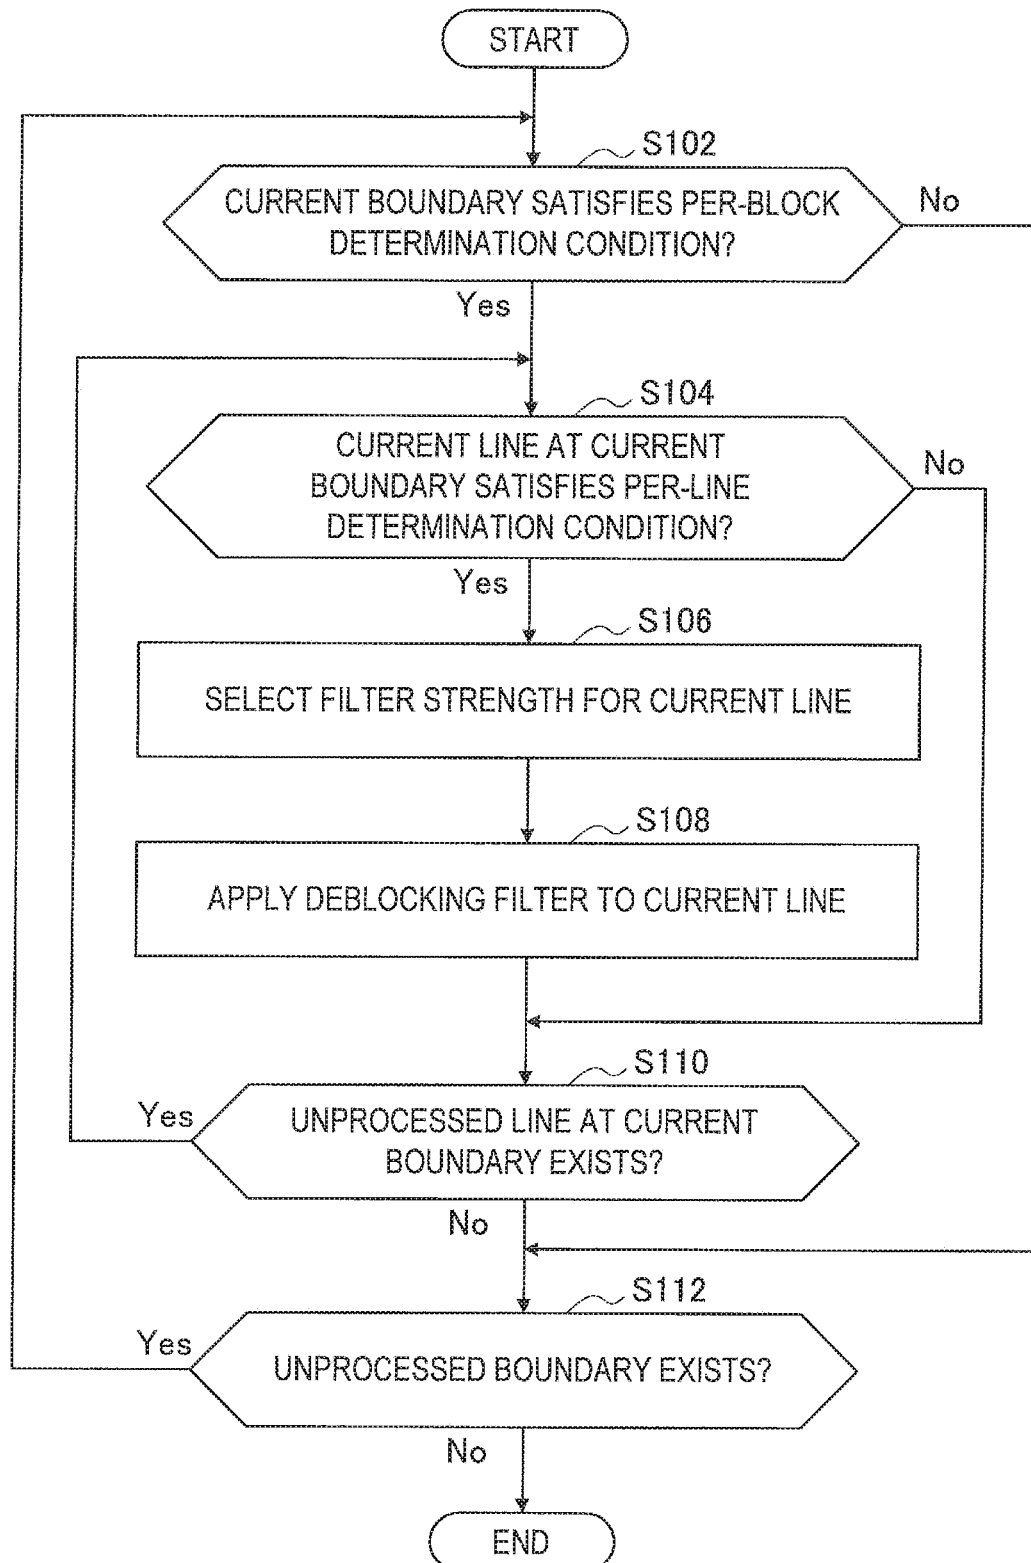 START
S102
CURRENT BOUNDARY SATISFIES PER-BLOCK
DETERMINATION CONDITION?
No
Yes
S104
CURRENT LINE AT CURRENT
BOUNDARY SATISFIES PER-LINE
DETERMINATION CONDITION?
No
Yes
S106
SELECT FILTER STRENGTH FOR CURRENT LINE
S108
APPLY DEBLOCKING FILTER TO CURRENT LINE
S110
Yes
UNPROCESSED LINE AT CURRENT
BOUNDARY EXISTS?
No
S112
Yes
UNPROCESSED BOUNDARY EXISTS?
No
END